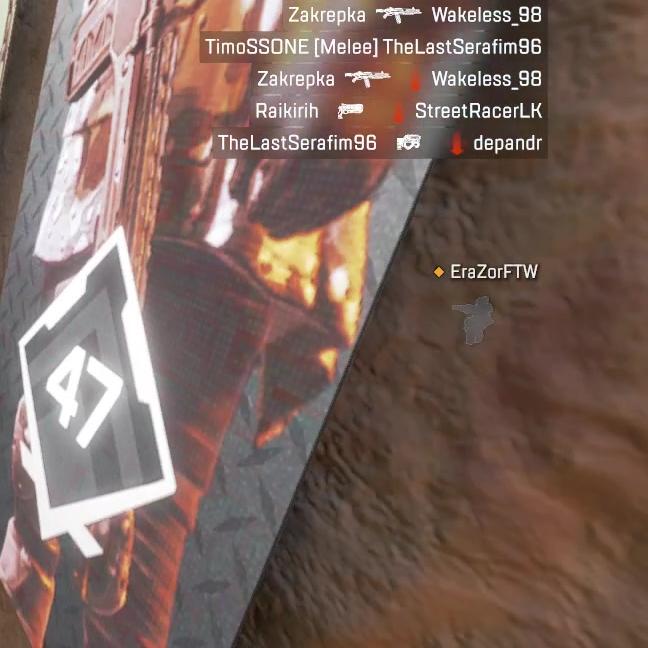 Zakrepka Wakeless_98
TimoSSONE [Melee] TheLastSerafim96
Zakrepka Wakeless_98
Raikirih StreetRacerLK
TheLastSerafim96 depandr
EraZorFTW
47